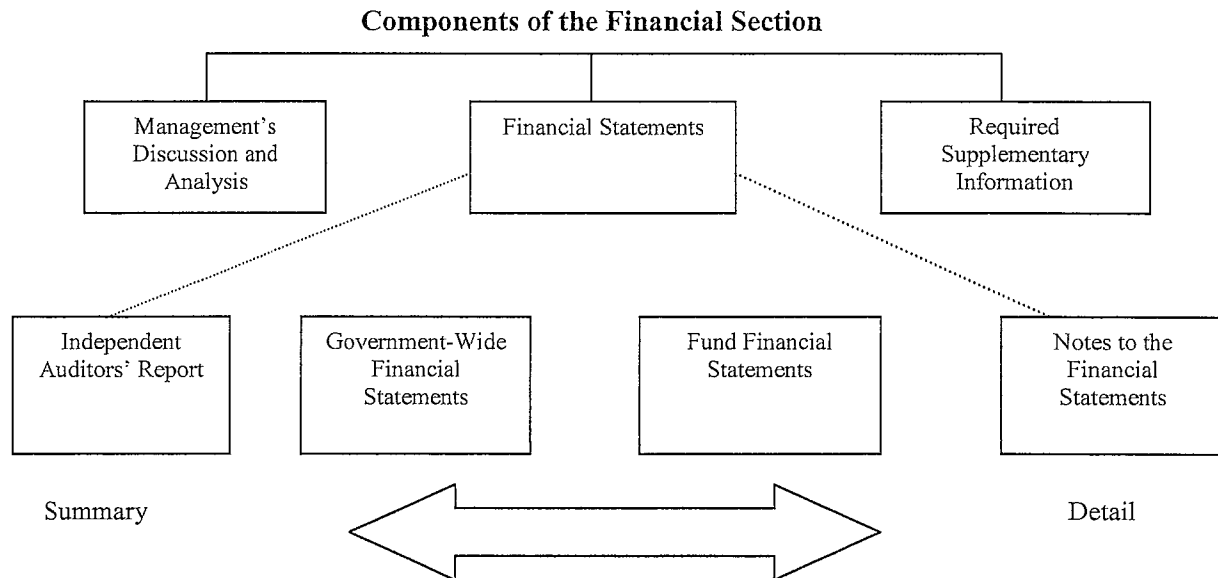 Components of the Financial Section
Management's
Discussion and
Analysis
Financial Statements
Required
Supplementary
Information
Independent
Auditors' Report
Government-Wide
Financial
Statements
Fund Financial
Statements
Notes to the
Financial
Statements
Summary
Detail